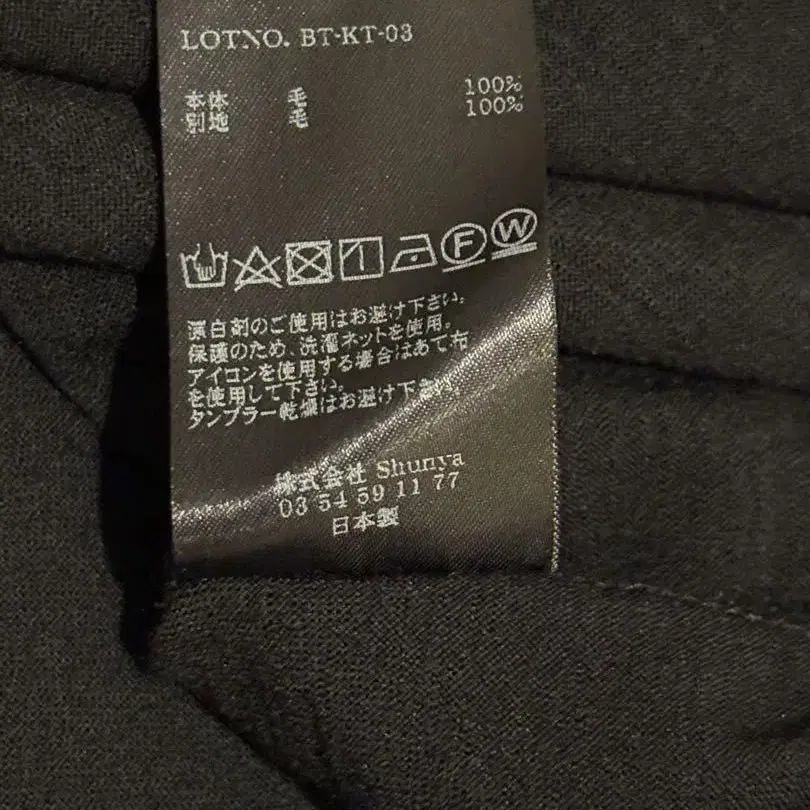 LOTNO. BT-KT-03
本体 毛 100%
別地 毛 100%
F W
漂白剤のご使用はお避け下さい。
保護のため、洗濯ネットを使用。
アイロンを使用する場合はあて布
を使用して下さい。
タンブラー乾燥はお避け下さい。
株式会社 Shunya
03 54 59 11 77
日本製